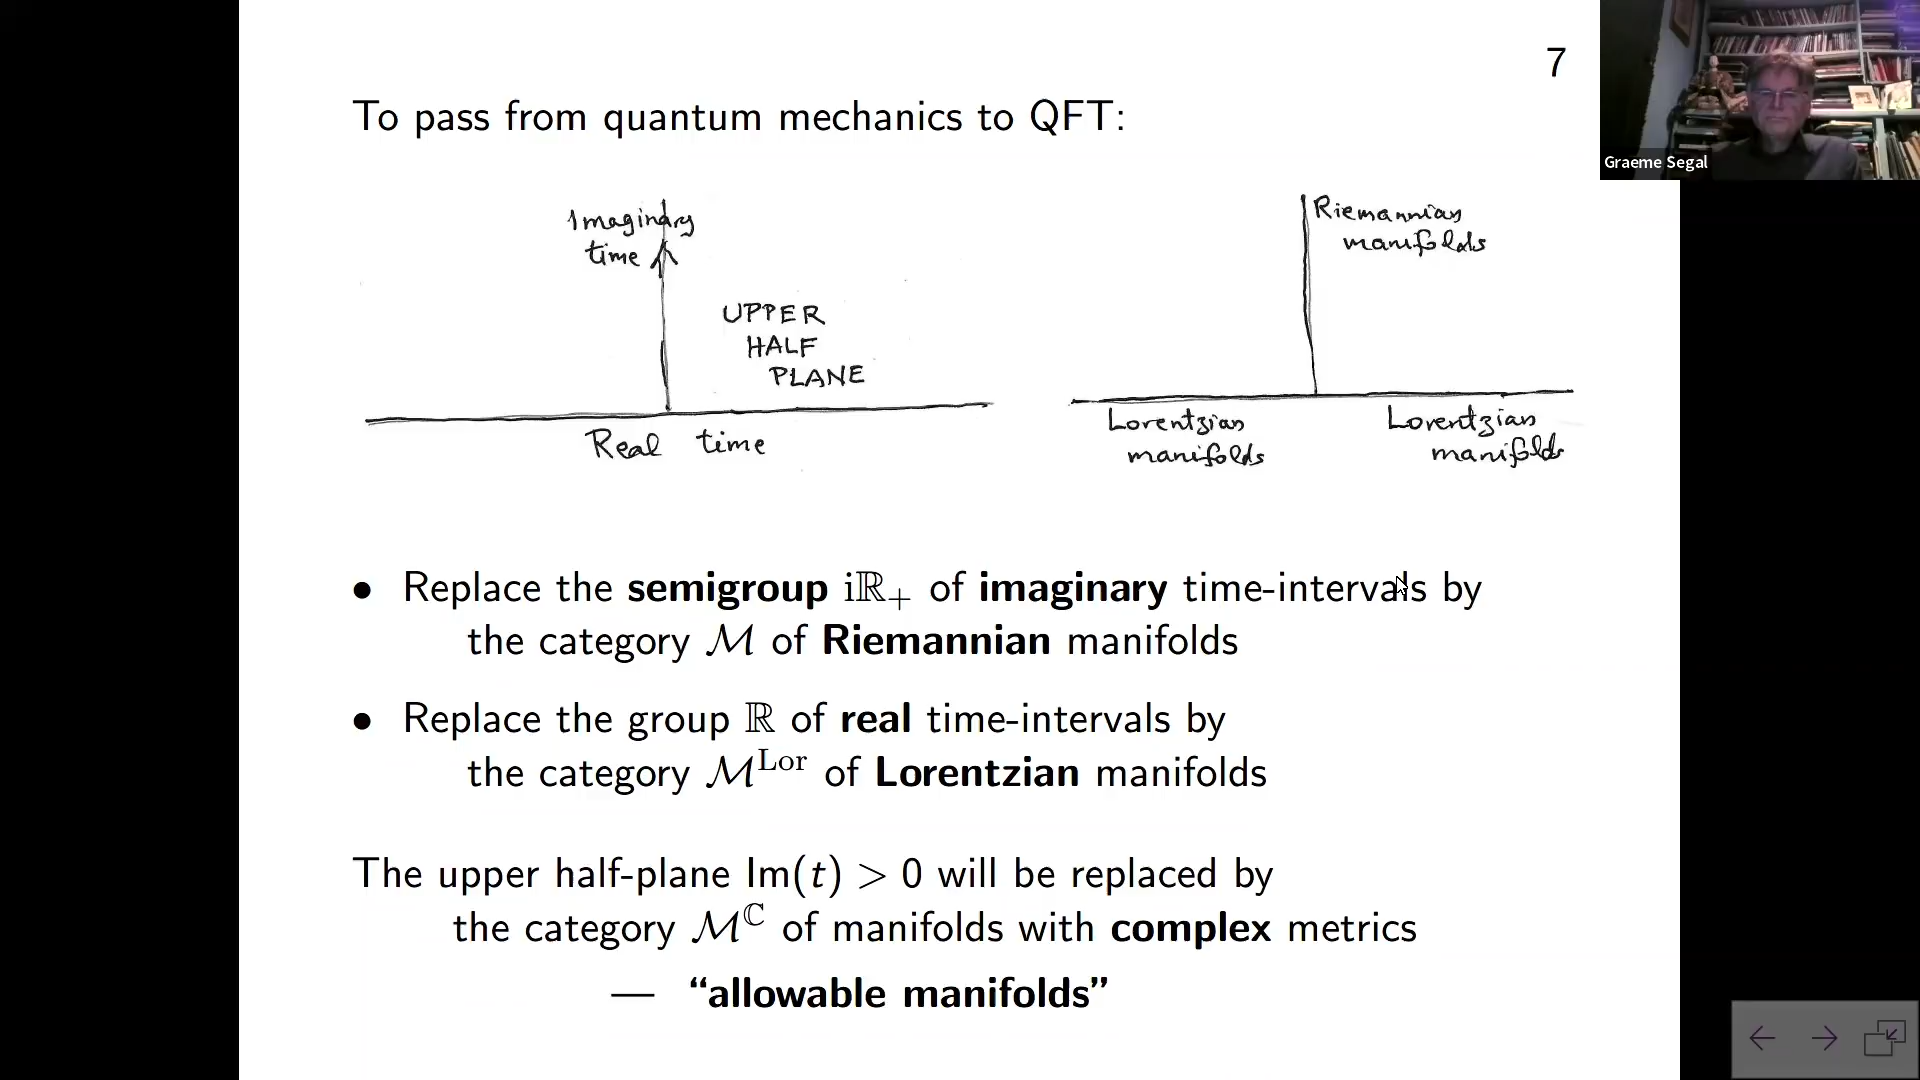 7
Graeme Segal
To pass from quantum mechanics to QFT:
Imaginary
time
UPPER
HALF
PLANE
Real time
Riemannian
manifolds
Lorentzian
manifolds
Lorentzian
manifolds
• Replace the semigroup iℝ₊ of imaginary time-intervals by
the category ℳ of Riemannian manifolds
• Replace the group ℝ of real time-intervals by
the category ℳ^Lor of Lorentzian manifolds
The upper half-plane Im(t) > 0 will be replaced by
the category ℳ^ℂ of manifolds with complex metrics
— “allowable manifolds”